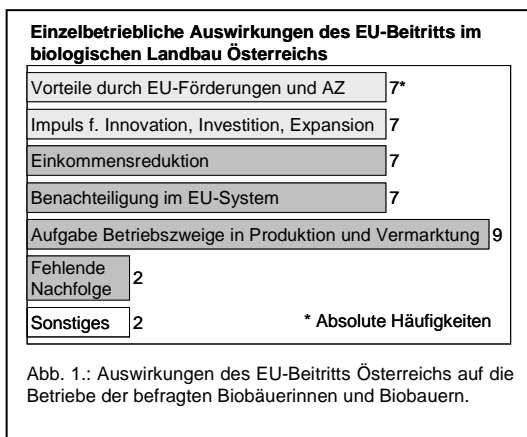 Einzelbetriebliche Auswirkungen des EU-Beitritts im
biologischen Landbau Österreichs
Vorteile durch EU-Förderungen und AZ 7*
Impuls f. Innovation, Investition, Expansion 7
Einkommensreduktion 7
Benachteiligung im EU-System 7
Aufgabe Betriebszweige in Produktion und Vermarktung 9
Fehlende
Nachfolge 2
Sonstiges 2 * Absolute Häufigkeiten
Abb. 1.: Auswirkungen des EU-Beitritts Österreichs auf die
Betriebe der befragten Biobäuerinnen und Biobauern.